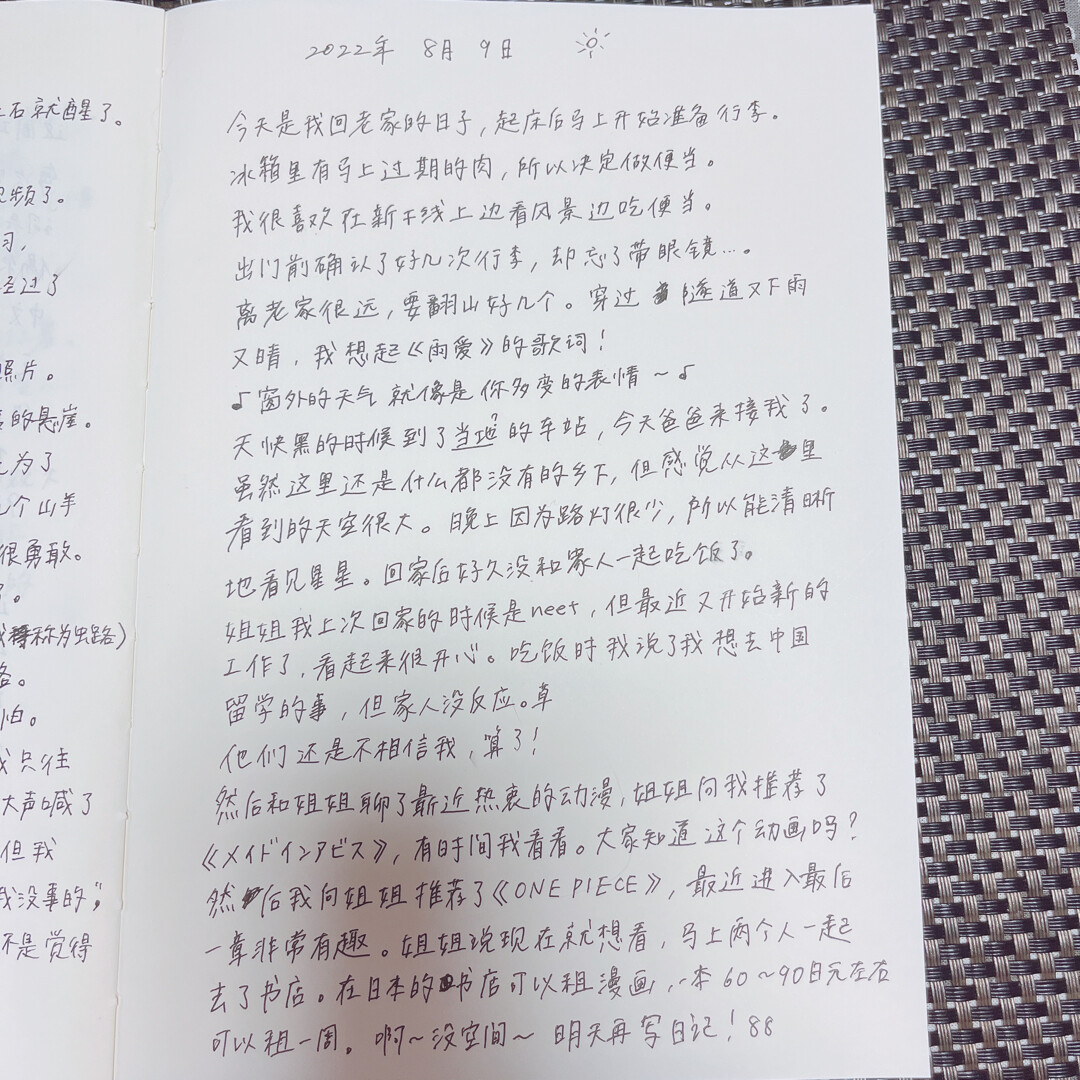 2022年 8月 9日
今天是我回老家的日子，起床后马上开始准备行李。
冰箱里有马上过期的肉，所以决定做便当。
我很喜欢在新干线上边看风景边吃便当。
出门前确认了好几次行李，却忘了带眼镜…。
离老家很远，要翻山好几个。穿过隧道又下雨
又晴，我想起《雨爱》的歌词！
♪窗外的天气就像是你多变的表情～♪
天快黑的时候到了当地?的车站，今天爸爸来接我了。
虽然这里还是什么都没有的乡下，但感觉从这里
看到的天空很大。晚上因为路灯很少，所以能清晰
地看见星星。回家后好久没和家人一起吃饭了。
姐姐我上次回家的时候是neet，但最近又开始新的
工作了，看起来很开心。吃饭时我说了我想去中国
留学的事，但家人没反应。草
他们还是不相信我，算了！
然后和姐姐聊了最近热衷的动漫，姐姐向我推荐了
《メイドインアビス》，有时间我看看。大家知道这个动画吗？
然后我向姐姐推荐了《ONE PIECE》，最近进入最后
一章非常有趣。姐姐说现在就想看，马上两个人一起
去了书店。在日本的书店可以租漫画，一本60～90日元左右
可以租一周。啊～没空间～ 明天再写日记！88
石就醒了。
频了。
习，
经过了
照片。
的悬崖。
为了
个山羊
很勇敢。
了。
称为出路）
路。
怕。
我只往
大声喊了
但我
我没事的”，
不是觉得